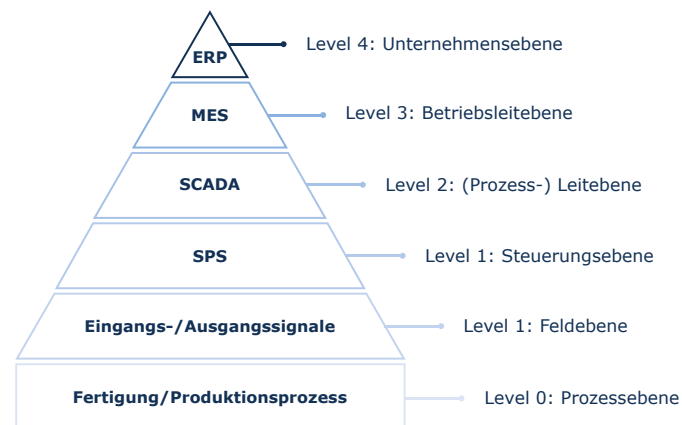 ERP
Level 4: Unternehmensebene
MES
Level 3: Betriebsleitebene
SCADA
Level 2: (Prozess-) Leitebene
SPS
Level 1: Steuerungsebene
Eingangs-/Ausgangssignale
Level 1: Feldebene
Fertigung/Produktionsprozess
Level 0: Prozessebene